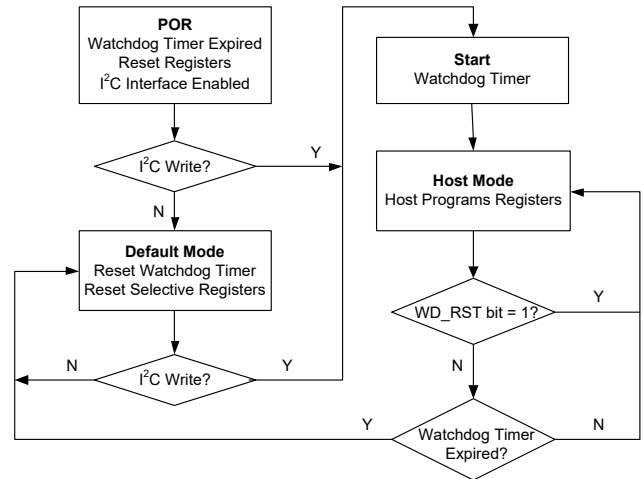 POR
Watchdog Timer Expired
Reset Registers
I²C Interface Enabled
I²C Write?
Y
N
Default Mode
Reset Watchdog Timer
Reset Selective Registers
I²C Write?
N
Y
Start
Watchdog Timer
Host Mode
Host Programs Registers
WD_RST bit = 1?
Y
N
Watchdog Timer
Expired?
Y
N